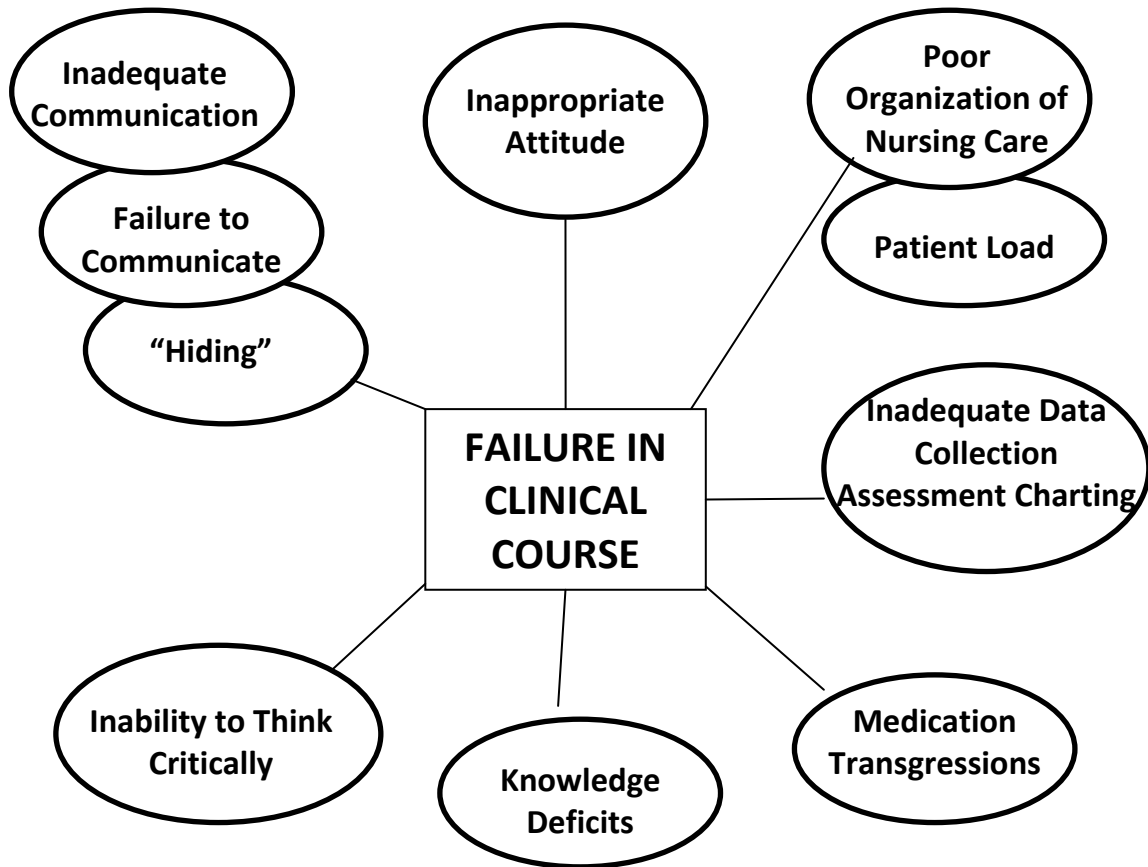 Inadequate
Communication
Failure to
Communicate
“Hiding”
Inappropriate
Attitude
Poor
Organization of
Nursing Care
Patient Load
FAILURE IN
CLINICAL
COURSE
Inadequate Data
Collection
Assessment Charting
Inability to Think
Critically
Knowledge
Deficits
Medication
Transgressions